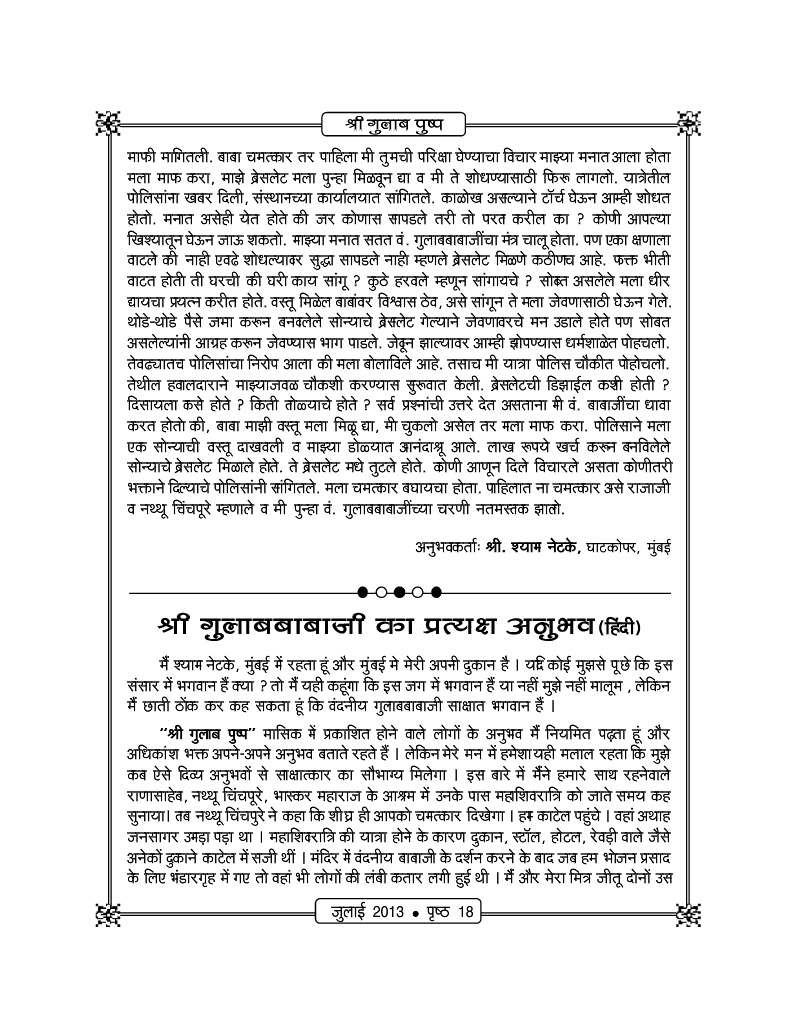 श्री गुलाब पुष्प
माफी मागितली. बाबा चमत्कार तर पाहिला मी तुमची परिक्षा घेण्याचा विचार माझ्या मनात आला होता
मला माफ करा, माझे ब्रेसलेट मला पुन्हा मिळवून द्या व मी ते शोधण्यासाठी फिरू लागलो. यात्रेतील
पोलिसांना खबर दिली, संस्थानच्या कार्यालयात सांगितले. काळोख असल्याने टॉर्च घेऊन आम्ही शोधत
होतो. मनात असेही येत होते की जर कोणास सापडले तरी तो परत करील का ? कोणी आपल्या
खिश्यातून घेऊन जाऊ शकतो. माझ्या मनात सतत वं. गुलाबबाबाजींचा मंत्र चालू होता. पण एका क्षणाला
वाटले की नाही एवढे शोधल्यावर सुद्धा सापडले नाही म्हणले ब्रेसलेट मिळणे कठीणच आहे. फक्त भीती
वाटत होती ती घरची की घरी काय सांगू ? कुठे हरवले म्हणून सांगायचे ? सोबत असलेले मला धीर
द्यायचा प्रयत्न करीत होते. वस्तू मिळेल बाबांवर विश्वास ठेव, असे सांगून ते मला जेवणासाठी घेऊन गेले.
थोडे-थोडे पैसे जमा करून बनवलेले सोन्याचे ब्रेसलेट गेल्याने जेवणावरचे मन उडाले होते पण सोबत
असलेल्यांनी आग्रह करून जेवण्यास भाग पाडले. जेवून झाल्यावर आम्ही झोपण्यास धर्मशाळेत पोहचलो.
तेवढ्यातच पोलिसांचा निरोप आला की मला बोलाविले आहे. तसाच मी यात्रा पोलिस चौकीत पोहोचलो.
तेथील हवालदाराने माझ्याजवळ चौकशी करण्यास सुरूवात केली. ब्रेसलेटची डिझाईल कशी होती ?
दिसायला कसे होते ? किती तोळ्याचे होते ? सर्व प्रश्नांची उत्तरे देत असताना मी वं. बाबाजींचा धावा
करत होतो की, बाबा माझी वस्तू मला मिळू द्या, मी चुकलो असेल तर मला माफ करा. पोलिसाने मला
एक सोन्याची वस्तू दाखवली व माझ्या डोळ्यात आनंदाश्रू आले. लाख रूपये खर्च करून बनविलेले
सोन्याचे ब्रेसलेट मिळाले होते. ते ब्रेसलेट मधे तुटले होते. कोणी आणून दिले विचारले असता कोणीतरी
भक्ताने दिल्याचे पोलिसांनी सांगितले. मला चमत्कार बघायचा होता. पाहिलात ना चमत्कार असे राजाजी
व नथ्थू चिंचपूरे म्हणाले व मी पुन्हा वं. गुलाबबाबाजींच्या चरणी नतमस्तक झालो.
अनुभवकर्ताः श्री. श्याम नेटके, घाटकोपर, मुंबई
श्री गुलाबबाबाजी का प्रत्यक्ष अनुभव (हिंदी)
मैं श्याम नेटके, मुंबई में रहता हूं और मुंबई मे मेरी अपनी दुकान है । यदि कोई मुझसे पूछे कि इस
संसार में भगवान हैं क्या ? तो मैं यही कहूंगा कि इस जग में भगवान हैं या नहीं मुझे नहीं मालूम , लेकिन
मैं छाती ठोंक कर कह सकता हूं कि वंदनीय गुलाबबाबाजी साक्षात भगवान हैं ।
“श्री गुलाब पुष्प” मासिक में प्रकाशित होने वाले लोगों के अनुभव मैं नियमित पढ़ता हूं और
अधिकांश भक्त अपने-अपने अनुभव बताते रहते हैं । लेकिन मेरे मन में हमेशा यही मलाल रहता कि मुझे
कब ऐसे दिव्य अनुभवों से साक्षात्कार का सौभाग्य मिलेगा । इस बारे में मैंने हमारे साथ रहनेवाले
राणासाहेब, नथ्थू चिंचपूरे, भास्कर महाराज के आश्रम में उनके पास महाशिवरात्रि को जाते समय कह
सुनाया। तब नथ्थू चिंचपुरे ने कहा कि शीघ्र ही आपको चमत्कार दिखेगा । हम काटेल पहुंचे । वहां अथाह
जनसागर उमड़ा पड़ा था । महाशिवरात्रि की यात्रा होने के कारण दुकान, स्टॉल, होटल, रेवड़ी वाले जैसे
अनेकों दुकाने काटेल में सजी थीं । मंदिर में वंदनीय बाबाजी के दर्शन करने के बाद जब हम भोजन प्रसाद
के लिए भंडारगृह में गए तो वहां भी लोगों की लंबी कतार लगी हुई थी । मैं और मेरा मित्र जीतू दोनों उस
जुलाई 2013 ● पृष्ठ 18